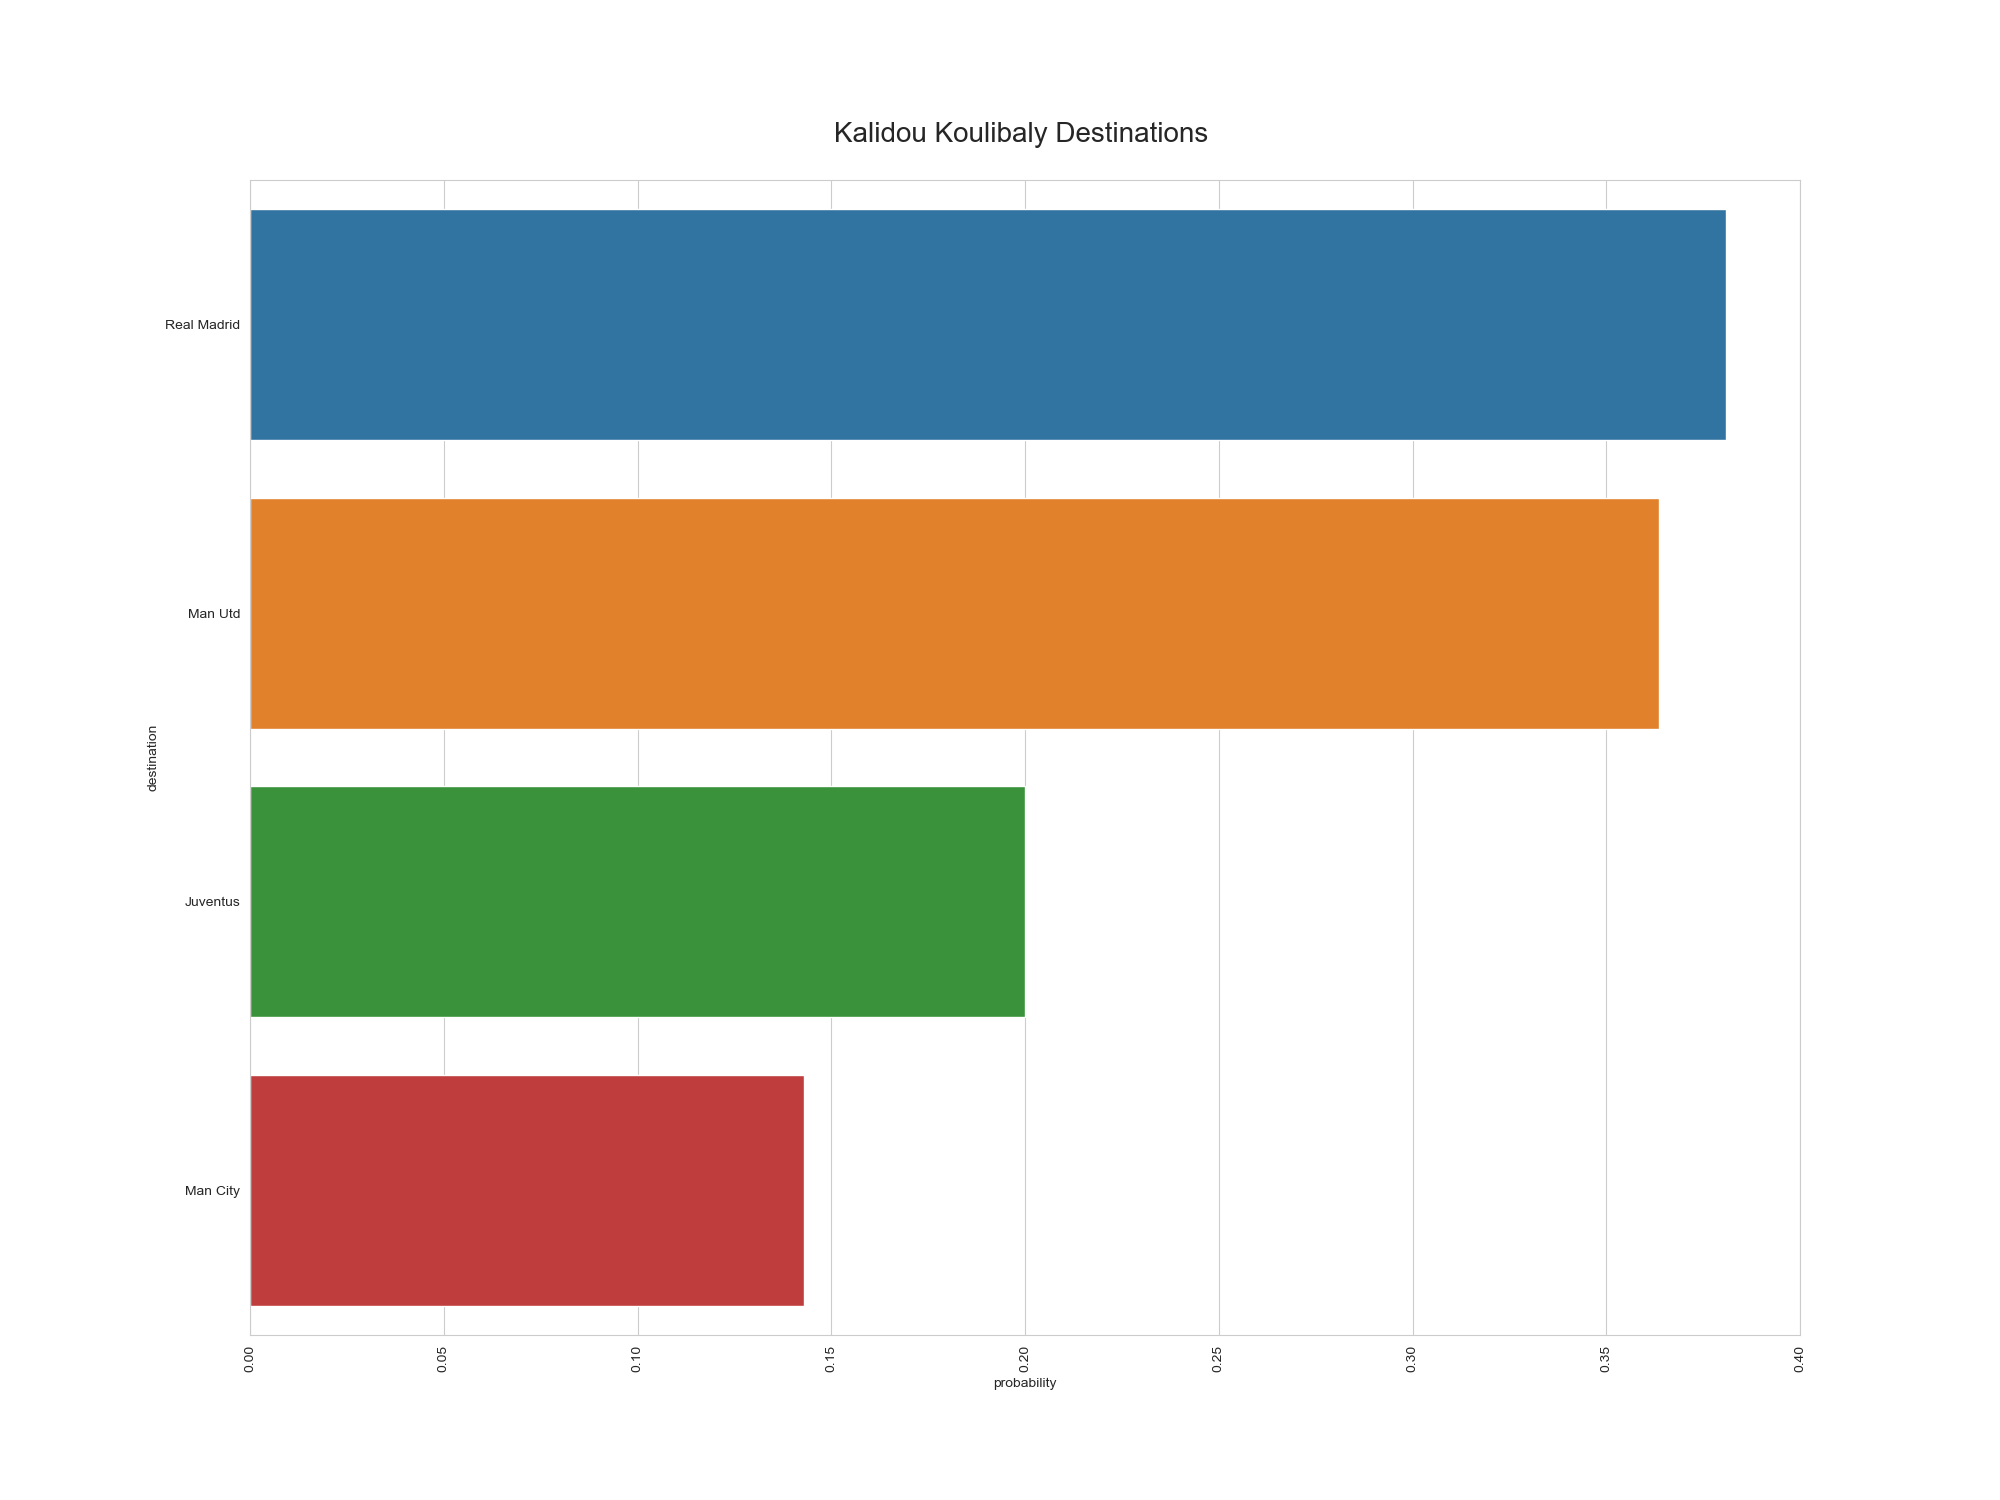 Kalidou Koulibaly Destinations
Real Madrid
Man Utd
Juventus
Man City
destination
0.00
0.05
0.10
0.15
0.20
0.25
0.30
0.35
0.40
probability